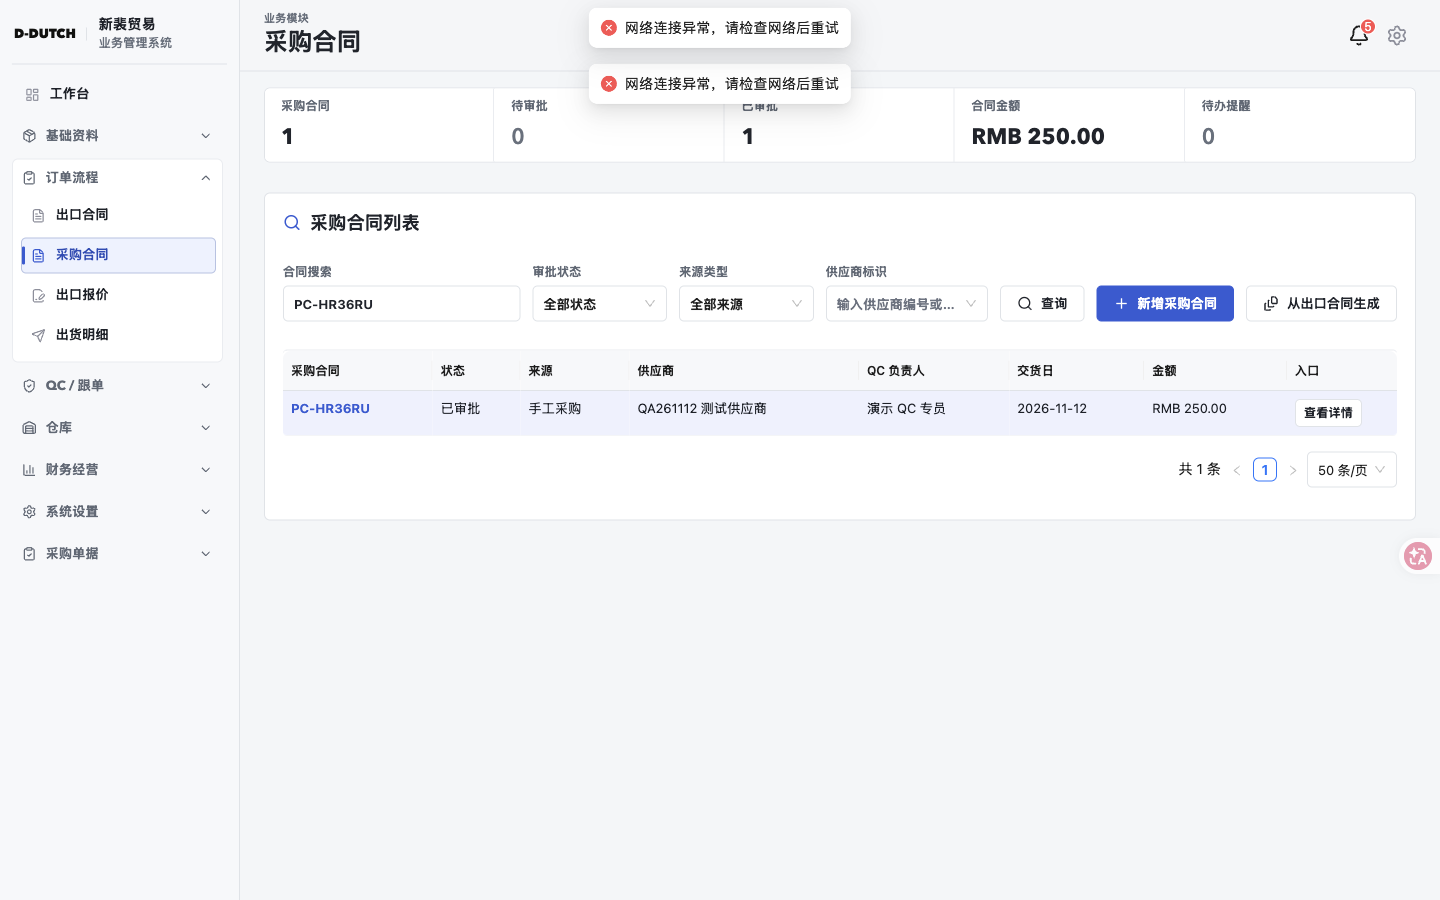 D-DUTCH
新裴贸易
业务管理系统
工作台
基础资料
订单流程
出口合同
采购合同
出口报价
出货明细
QC / 跟单
仓库
财务经营
系统设置
采购单据
业务模块
采购合同
网络连接异常，请检查网络后重试
网络连接异常，请检查网络后重试
5
采购合同
1
待审批
0
已审批
1
合同金额
RMB 250.00
待办提醒
0
采购合同列表
合同搜索
PC-HR36RU
审批状态
全部状态
来源类型
全部来源
供应商标识
输入供应商编号或...
查询
新增采购合同
从出口合同生成
采购合同 状态 来源 供应商 QC 负责人 交货日 金额 入口
PC-HR36RU 已审批 手工采购 QA261112 测试供应商 演示 QC 专员 2026-11-12 RMB 250.00 查看详情
共 1 条 1 50 条/页